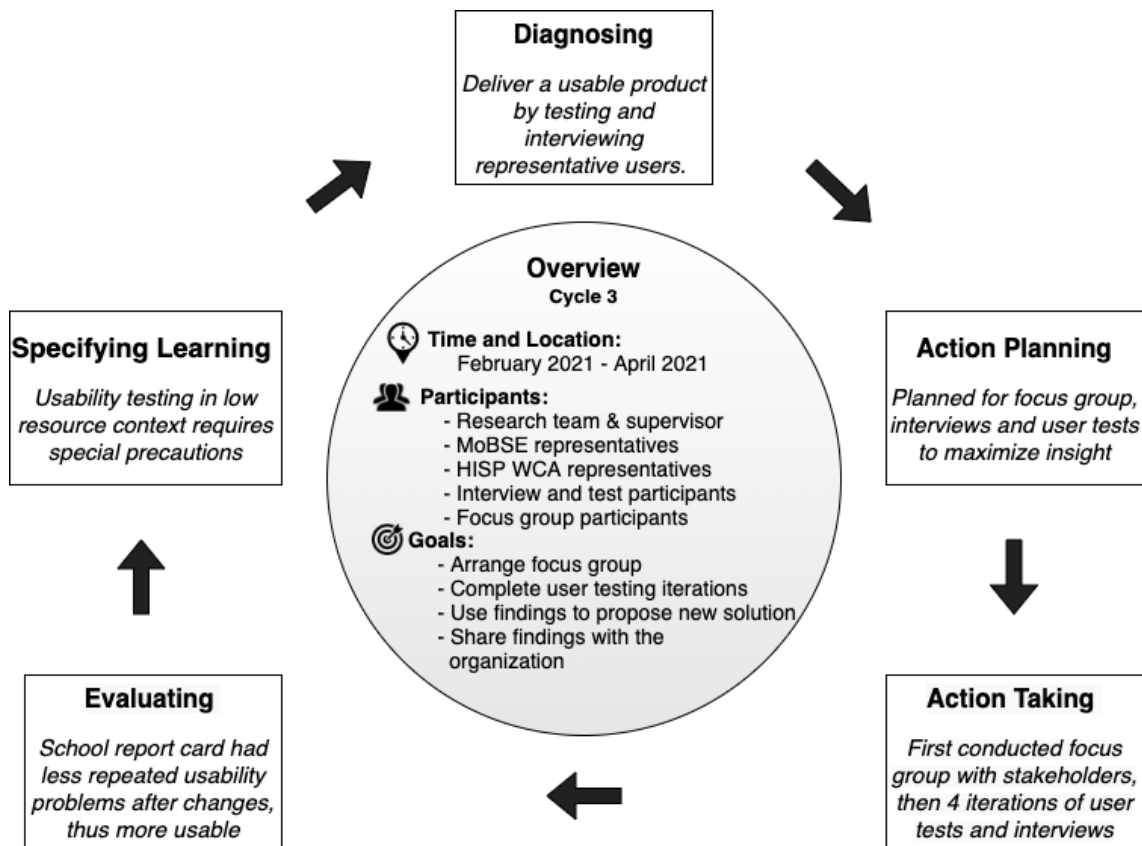 Diagnosing
Deliver a usable product
by testing and
interviewing
representative users.
Overview
Cycle 3
Time and Location:
February 2021 - April 2021
Participants:
- Research team & supervisor
- MoBSE representatives
- HISP WCA representatives
- Interview and test participants
- Focus group participants
Goals:
- Arrange focus group
- Complete user testing iterations
- Use findings to propose new solution
- Share findings with the
organization
Action Planning
Planned for focus group,
interviews and user tests
to maximize insight
Action Taking
First conducted focus
group with stakeholders,
then 4 iterations of user
tests and interviews
Evaluating
School report card had
less repeated usability
problems after changes,
thus more usable
Specifying Learning
Usability testing in low
resource context requires
special precautions